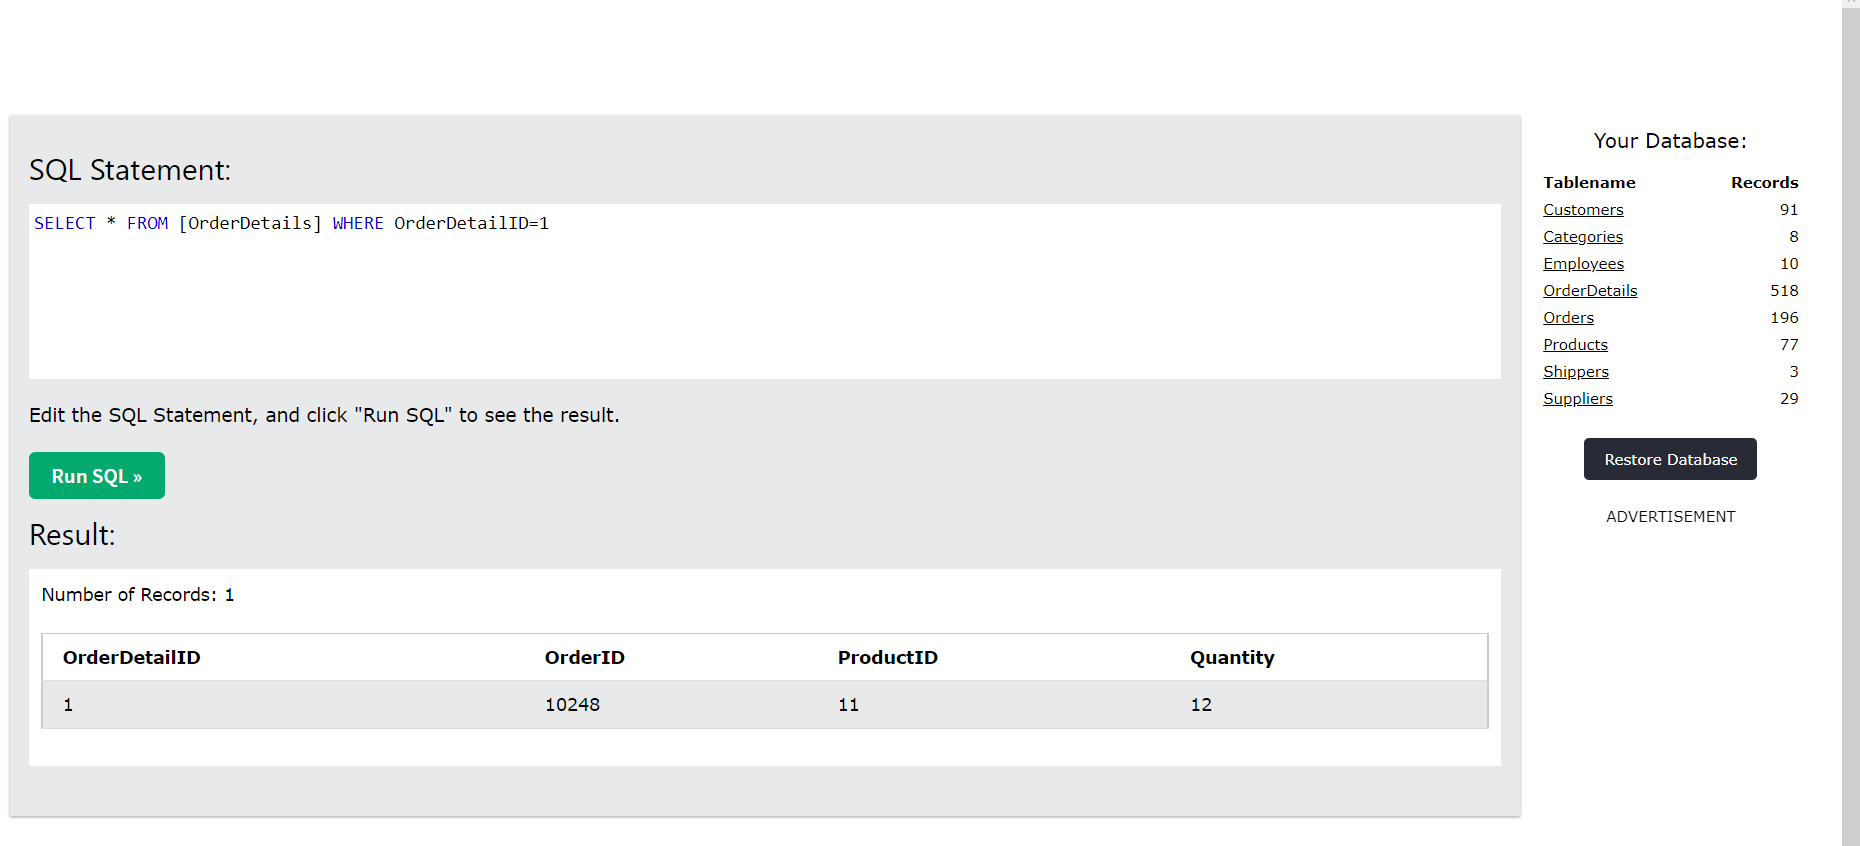 SQL Statement:
SELECT * FROM [OrderDetails] WHERE OrderDetailID=1
Edit the SQL Statement, and click "Run SQL" to see the result.
Run SQL »
Result:
Number of Records: 1
OrderDetailID OrderID ProductID Quantity
1 10248 11 12
Your Database:
Tablename Records
Customers 91
Categories 8
Employees 10
OrderDetails 518
Orders 196
Products 77
Shippers 3
Suppliers 29
Restore Database
ADVERTISEMENT